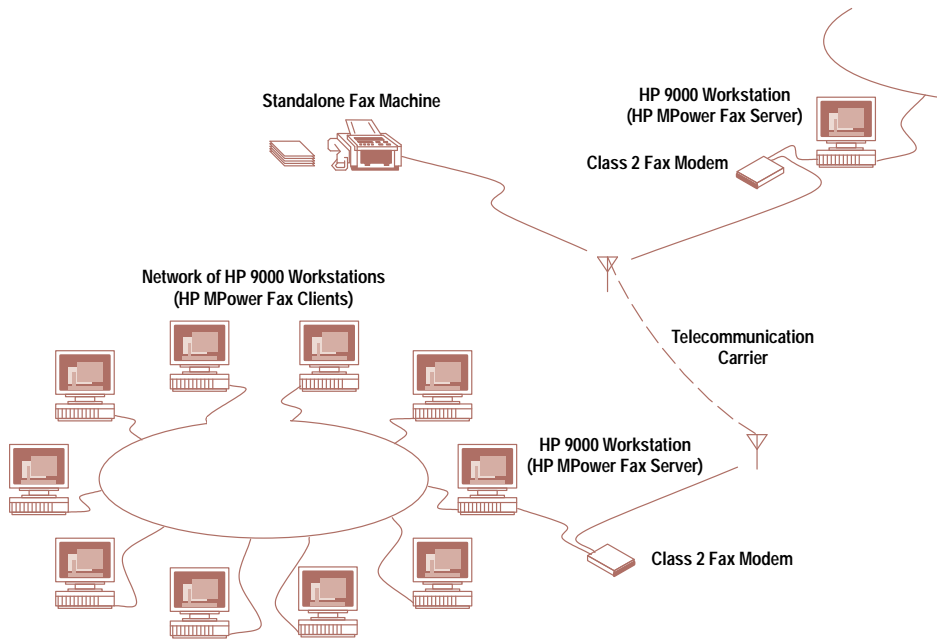 Standalone Fax Machine
HP 9000 Workstation
(HP MPower Fax Server)
Class 2 Fax Modem
Network of HP 9000 Workstations
(HP MPower Fax Clients)
Telecommunication
Carrier
HP 9000 Workstation
(HP MPower Fax Server)
Class 2 Fax Modem